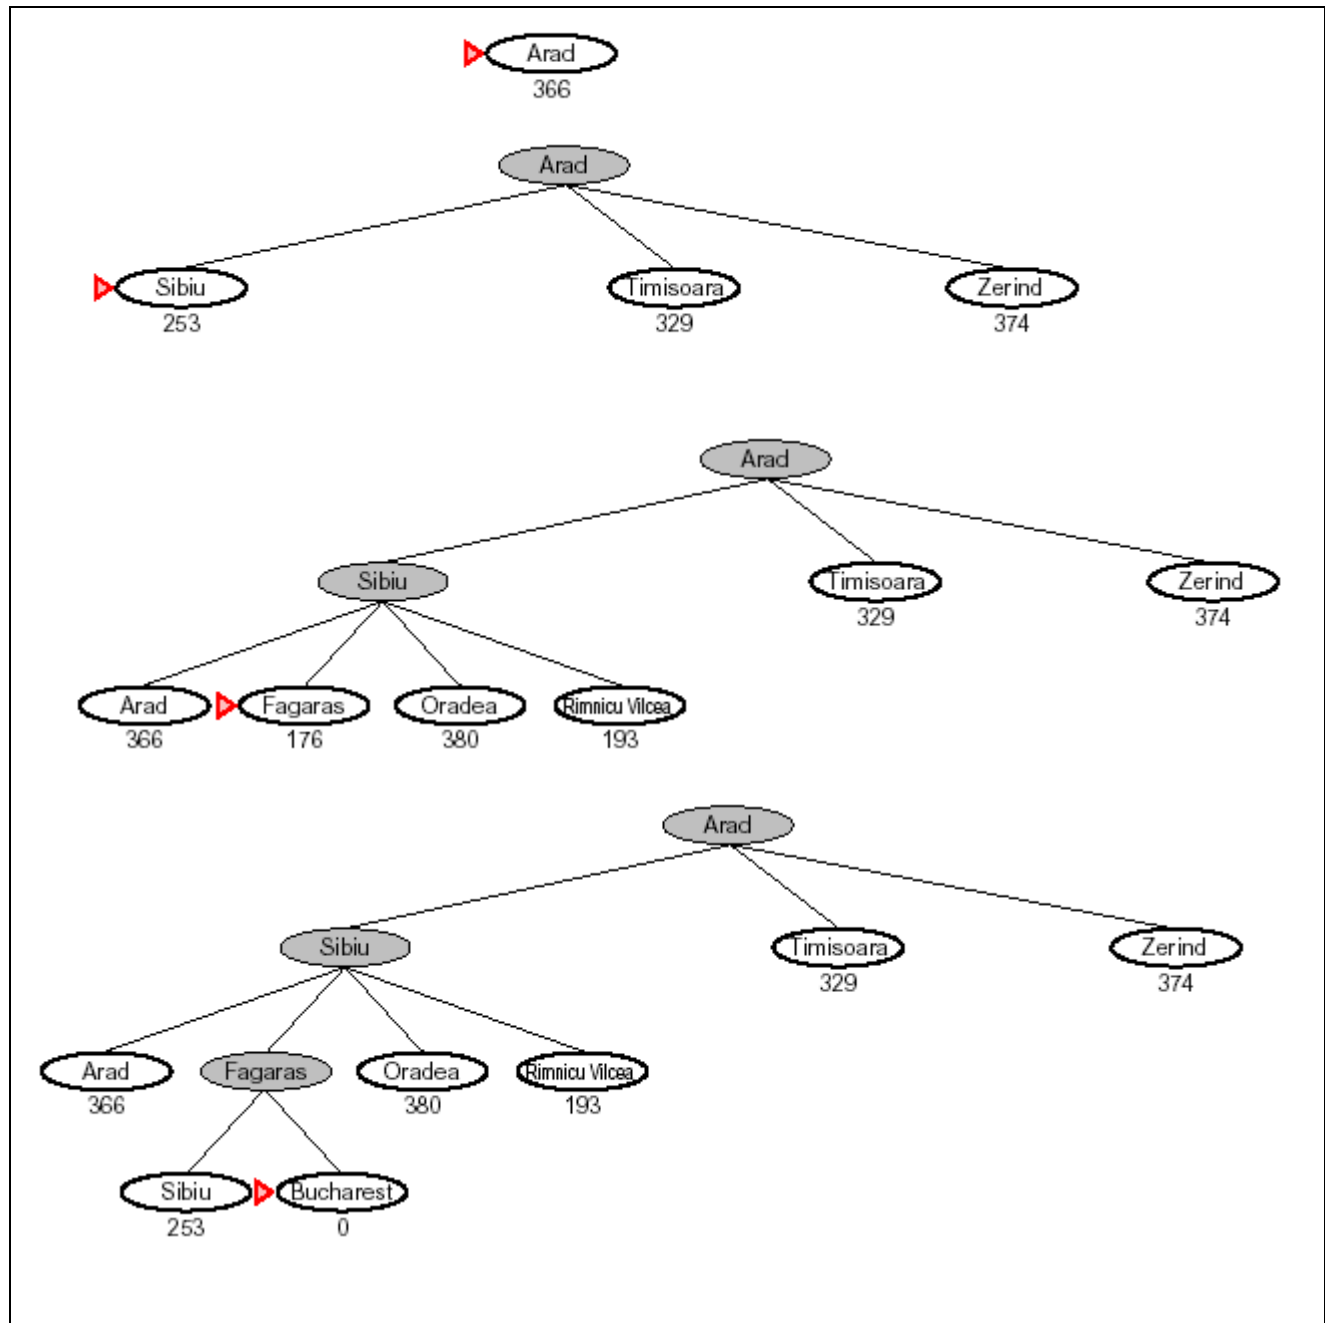 Arad
366
Arad
Sibiu Timisoara Zerind
253 329 374
Arad
Sibiu Timisoara Zerind
329 374
Arad Fagaras Oradea Rimnicu Vilcea
366 176 380 193
Arad
Sibiu Timisoara Zerind
329 374
Arad Fagaras Oradea Rimnicu Vilcea
366 380 193
Sibiu Bucharest
253 0